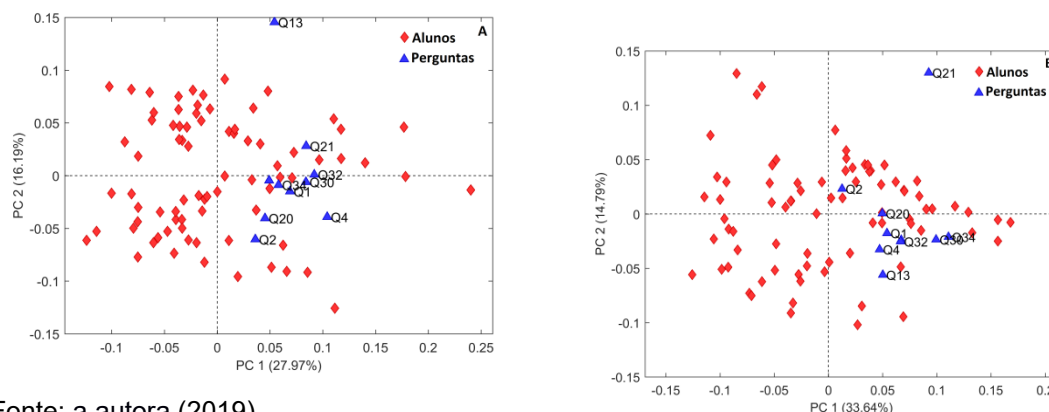 A
Alunos
Perguntas
0.15
0.1
0.05
0
-0.05
-0.1
-0.15
PC 2 (16.19%)
Q13
Q21
Q32
Q30
Q34
Q1
Q20
Q4
Q2
-0.1
-0.05
0
0.05
0.1
0.15
0.2
0.25
PC 1 (27.97%)
Alunos
Perguntas
0.15
0.1
0.05
0
-0.05
-0.1
-0.15
PC 2 (14.79%)
Q21
Q2
Q20
Q1
Q32
Q30
Q34
Q4
Q13
-0.15
-0.1
-0.05
0
0.05
0.1
0.15
PC 1 (33.64%)
Fonte: a autora (2019)